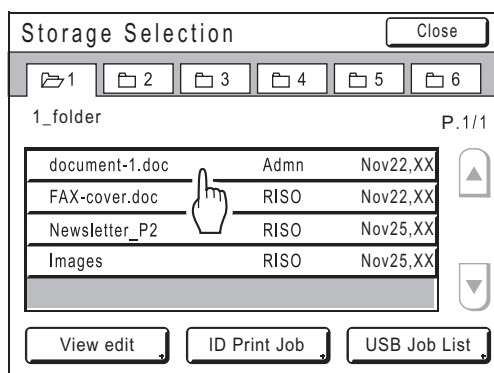 Storage Selection Close
1 2 3 4 5 6
1_folder P.1/1
document-1.doc Admn Nov22,XX
FAX-cover.doc RISO Nov22,XX
Newsletter_P2 RISO Nov25,XX
Images RISO Nov25,XX
View edit ID Print Job USB Job List